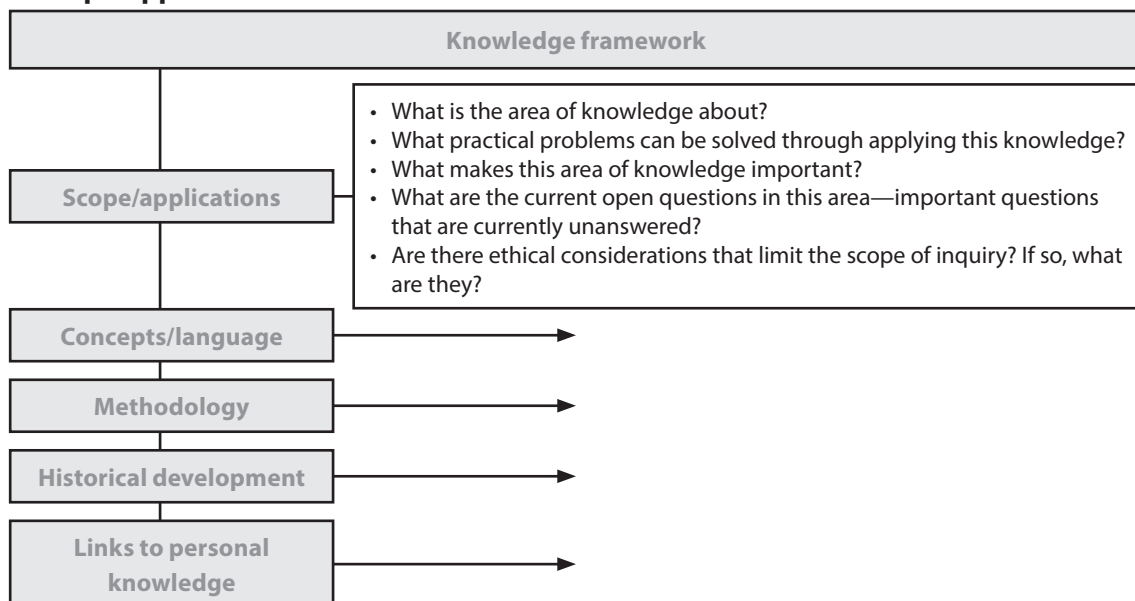 Knowledge framework
• What is the area of knowledge about?
• What practical problems can be solved through applying this knowledge?
• What makes this area of knowledge important?
• What are the current open questions in this area—important questions
that are currently unanswered?
• Are there ethical considerations that limit the scope of inquiry? If so, what
are they?
Scope/applications
Concepts/language
Methodology
Historical development
Links to personal
knowledge